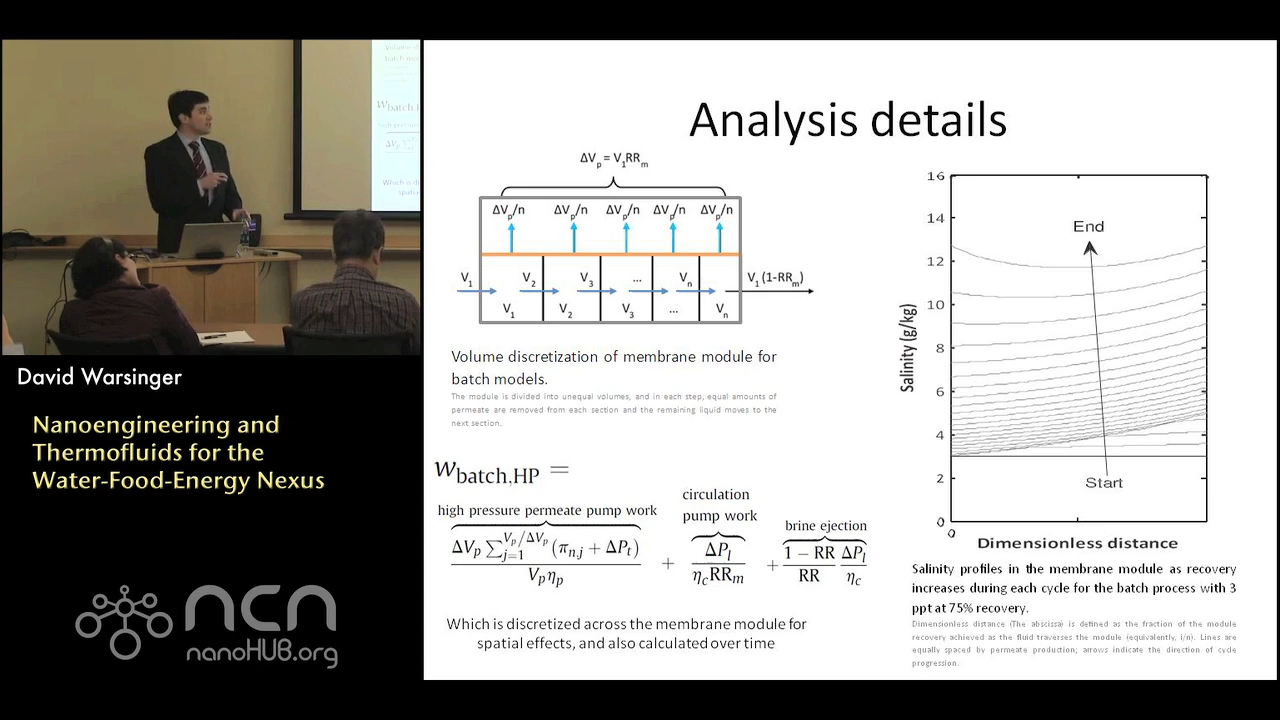 Analysis details
ΔVp = V1RRm
ΔVp/n ΔVp/n ΔVp/n ΔVp/n ΔVp/n
V1 V2 V3 ... Vn V1 (1-RRm)
V1 V2 V3 ... Vn
Volume discretization of membrane module for
batch models.
The module is divided into unequal volumes, and in each step, equal amounts of
permeate are removed from each section and the remaining liquid moves to the
next section.
wbatch,HP =
high pressure permeate pump work
ΔVp ∑j=1^Vp/ΔVp (πn,j + ΔPt)
Vpηp
+
circulation
pump work
ΔPl
ηcRRm
+
brine ejection
1 − RR ΔPl
RR ηc
Which is discretized across the membrane module for
spatial effects, and also calculated over time
16
14
12
10
8
6
4
2
0
0
End
Start
Salinity (g/kg)
Dimensionless distance
Salinity profiles in the membrane module as recovery
increases during each cycle for the batch process with 3
ppt at 75% recovery.
Dimensionless distance (The abscissa) is defined as the fraction of the module
recovery achieved as the fluid traverses the module (equivalently, i/n). Lines are
equally spaced by permeate production; arrows indicate the direction of cycle
progression.
David Warsinger
Nanoengineering and
Thermofluids for the
Water-Food-Energy Nexus
ncn
nanoHUB.org